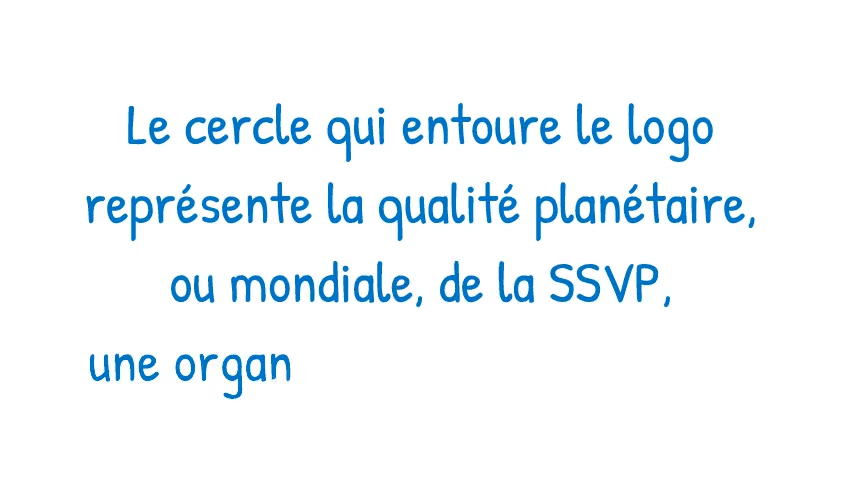 Le cercle qui entoure le logo
représente la qualité planétaire,
ou mondiale, de la SSVP,
une organ